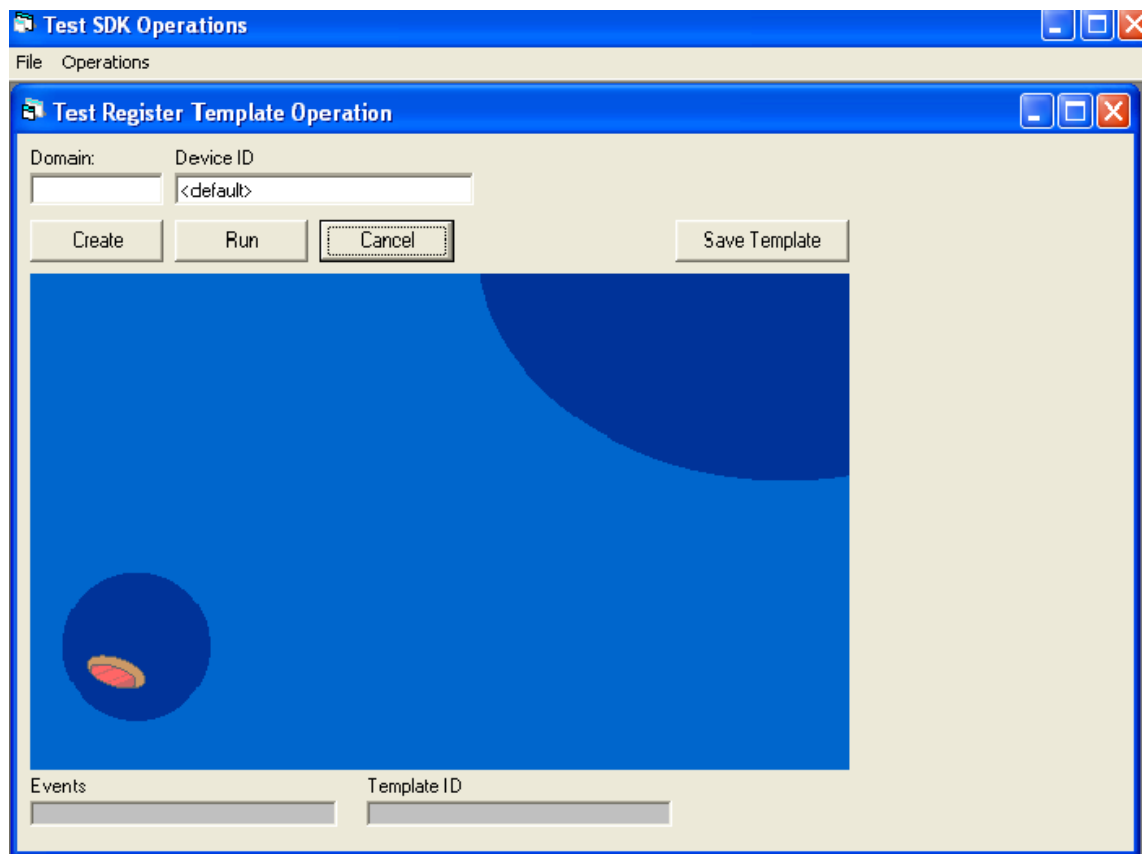 Test SDK Operations
File Operations
Test Register Template Operation
Domain: Device ID
<default>
Create Run Cancel Save Template
Events Template ID